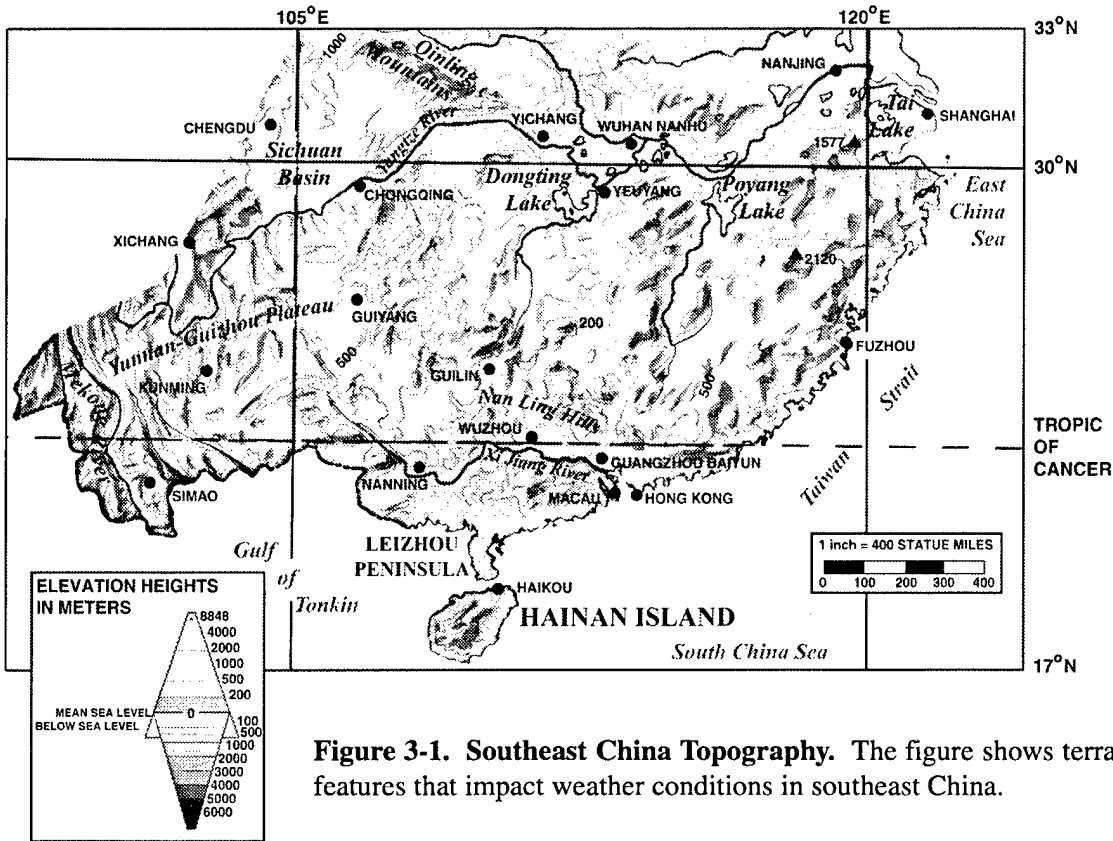 105°E
120°E
33°N
1000
Qinling
Mountains
NANJING
Tai
Lake
SHANGHAI
CHENGDU
Sichuan
Basin
Yangtze River
YICHANG
WUHAN NANHU
1577
30°N
CHONGQING
Dongting
Lake
YEUYANG
Poyang
Lake
East
China
Sea
XICHANG
2120
Yunnan-Guizhou Plateau
GUIYANG
200
500
KUNMING
GUILIN
500
FUZHOU
Mekong River
Nan Ling Hills
Taiwan Strait
WUZHOU
TROPIC
OF
CANCER
Xi Jiang River
GUANGZHOU BAIYUN
NANNING
SIMAO
MACAU
HONG KONG
Gulf
of
Tonkin
LEIZHOU
PENINSULA
1 inch = 400 STATUE MILES
0 100 200 300 400
HAIKOU
HAINAN ISLAND
South China Sea
17°N
ELEVATION HEIGHTS
IN METERS
8848
4000
2000
1000
500
200
MEAN SEA LEVEL
0
BELOW SEA LEVEL
100
500
1000
2000
3000
4000
5000
6000
Figure 3-1. Southeast China Topography. The figure shows terra
features that impact weather conditions in southeast China.